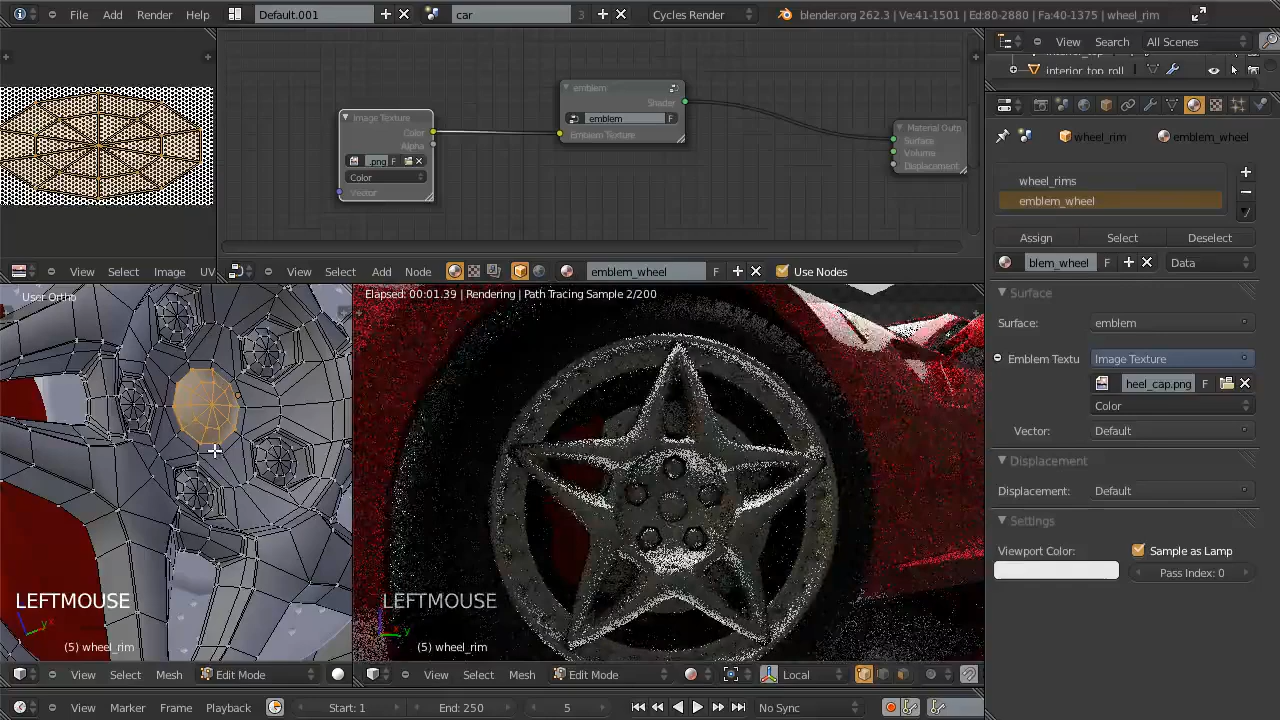 File Add Render Help Default.001 car 3 Cycles Render blender.org 262.3 | Ve:41-1501 | Ed:80-2880 | Fa:40-1375 | wheel_rim
View Search All Scenes
interior_top_roll
Image Texture
Color
Alpha
.png F
Color
Vector
emblem
Shader
emblem F
Emblem Texture
Material Outp
Surface
Volume
Displacement
wheel_rim emblem_wheel
wheel_rims
emblem_wheel
Assign Select Deselect
blem_wheel F Data
View Select Image UV
View Select Add Node emblem_wheel F Use Nodes
Surface
Surface: emblem
Emblem Textu Image Texture
heel_cap.png F
Color
Vector: Default
Displacement
Displacement: Default
Settings
Viewport Color: Sample as Lamp
Pass Index: 0
User Ortho
LEFTMOUSE
y
(5) wheel_rim
Elapsed: 00:01.39 | Rendering | Path Tracing Sample 2/200
LEFTMOUSE
y
(5) wheel_rim
View Select Mesh Edit Mode
View Select Mesh Edit Mode Local
View Marker Frame Playback Start: 1 End: 250 5 No Sync